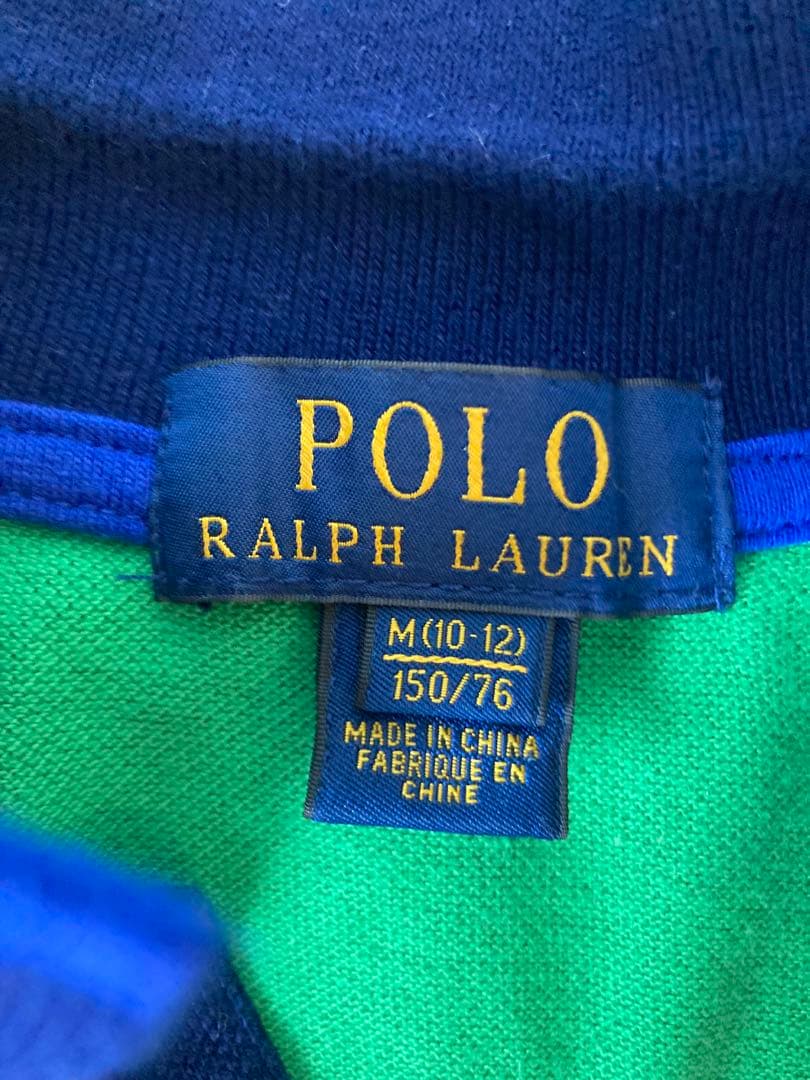 POLO
RALPH LAUREN
M (10-12)
150/76
MADE IN CHINA
FABRIQUE EN
CHINE